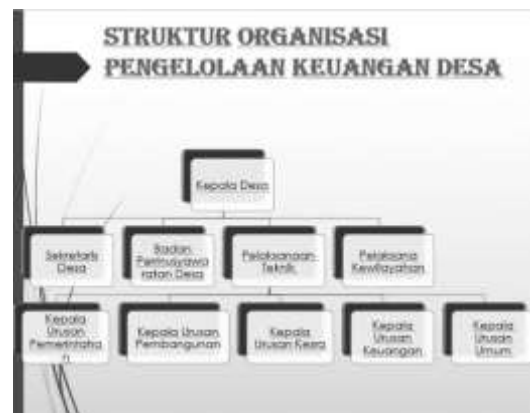 STRUKTUR ORGANISASI
PENGELOLAAN KEUANGAN DESA
Kepala Desa
Sekretaris
Desa
Badan
Permusyawa
ratan Desa
Pelaksanaan
Teknik
Pelaksana
Kewilayahan
Kepala
Urusan
Pemerintaha
n
Kepala Urusan
Pembangunan
Kepala
Urusan Kesra
Kepala
Urusan
Keuangan
Kepala
Urusan
Umum